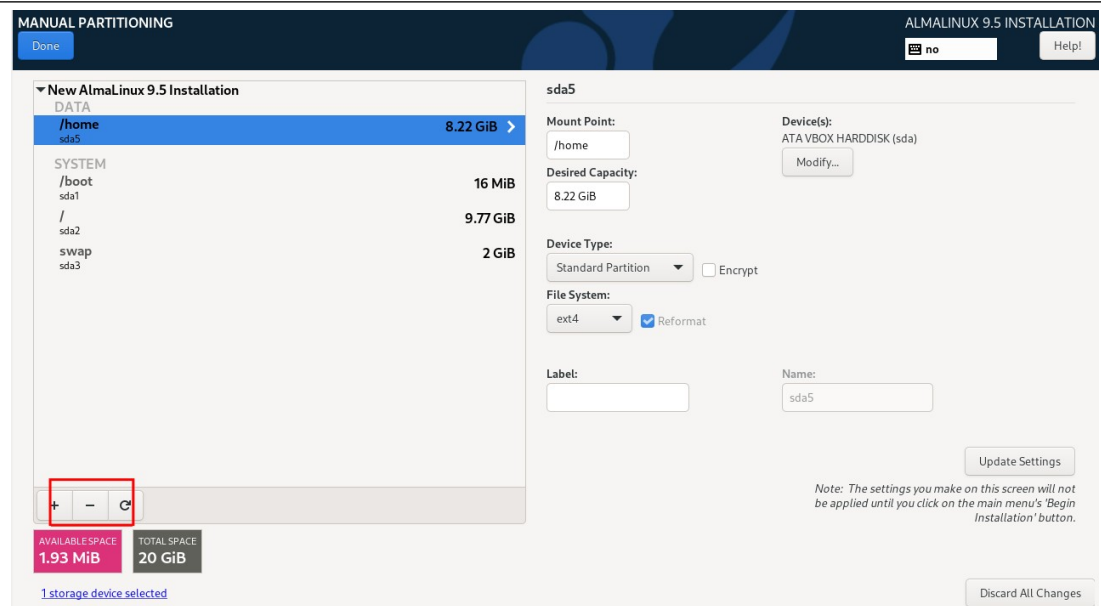 MANUAL PARTITIONING
ALMALINUX 9.5 INSTALLATION
Done
no
Help!
New AlmaLinux 9.5 Installation
DATA
/home
8.22 GiB
sda5
SYSTEM
/boot
16 MiB
sda1
/
9.77 GiB
sda2
swap
2 GiB
sda3
+ −
AVAILABLE SPACE
1.93 MiB
TOTAL SPACE
20 GiB
1 storage device selected
sda5
Mount Point:
/home
Desired Capacity:
8.22 GiB
Device(s):
ATA VBOX HARDDISK (sda)
Modify...
Device Type:
Standard Partition
Encrypt
File System:
ext4
Reformat
Label:
Name:
sda5
Update Settings
Note: The settings you make on this screen will not
be applied until you click on the main menu's 'Begin
Installation' button.
Discard All Changes